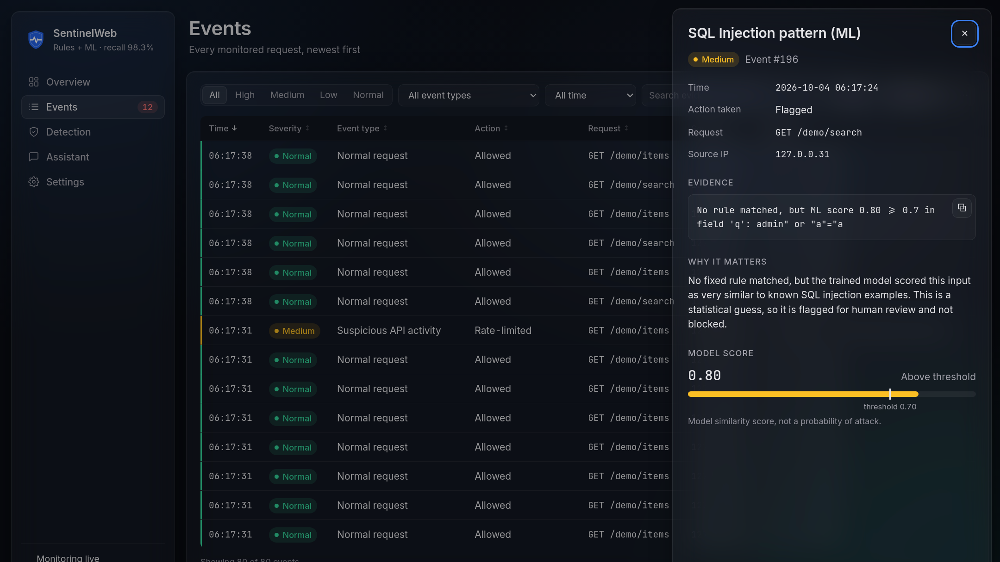 SentinelWeb
Rules + ML · recall 98.3%
Overview
Events 12
Detection
Assistant
Settings
Monitoring live
Events
Every monitored request, newest first
All High Medium Low Normal All event types All time Search
Time ↓ Severity ↕ Event type ↕ Action ↕ Request ↕
06:17:38 Normal Normal request Allowed GET /demo/items
06:17:38 Normal Normal request Allowed GET /demo/search
06:17:38 Normal Normal request Allowed GET /demo/items
06:17:38 Normal Normal request Allowed GET /demo/search
06:17:38 Normal Normal request Allowed GET /demo/items
06:17:38 Normal Normal request Allowed GET /demo/search
06:17:31 Medium Suspicious API activity Rate-limited GET /demo/items
06:17:31 Normal Normal request Allowed GET /demo/items
06:17:31 Normal Normal request Allowed GET /demo/items
06:17:31 Normal Normal request Allowed GET /demo/items
06:17:31 Normal Normal request Allowed GET /demo/items
06:17:31 Normal Normal request Allowed GET /demo/items
06:17:31 Normal Normal request Allowed GET /demo/items
06:17:31 Normal Normal request Allowed GET /demo/items
Showing 80 of 80 events
SQL Injection pattern (ML)
Medium Event #196
Time 2026-10-04 06:17:24
Action taken Flagged
Request GET /demo/search
Source IP 127.0.0.31
EVIDENCE
No rule matched, but ML score 0.80 ⩾ 0.7 in
field 'q': admin" or "a"="a
WHY IT MATTERS
No fixed rule matched, but the trained model scored this input
as very similar to known SQL injection examples. This is a
statistical guess, so it is flagged for human review and not
blocked.
MODEL SCORE
0.80 Above threshold
threshold 0.70
Model similarity score, not a probability of attack.